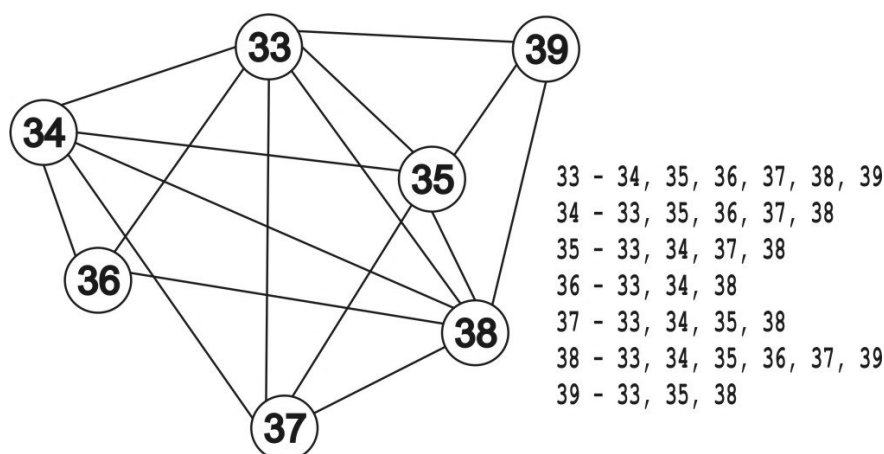 33
39
34
35
36
38
37
33 - 34, 35, 36, 37, 38, 39
34 - 33, 35, 36, 37, 38
35 - 33, 34, 37, 38
36 - 33, 34, 38
37 - 33, 34, 35, 38
38 - 33, 34, 35, 36, 37, 39
39 - 33, 35, 38